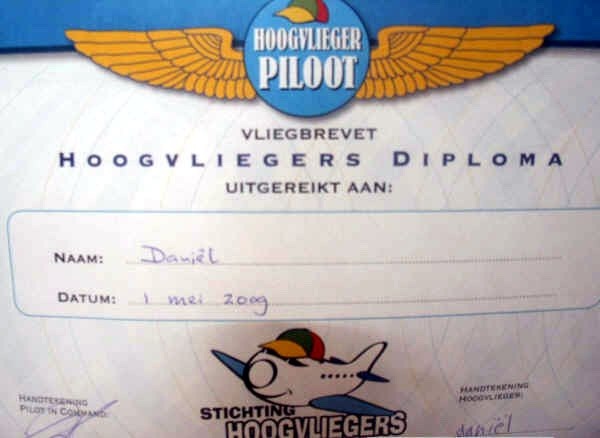 HOOGVLIEGER
PILOOT
VLIEGBREVET
HOOGVLIEGERS DIPLOMA
UITGEREIKT AAN:
NAAM: Daniël
DATUM: 1 mei 2009
HANDTEKENING
PILOT IN COMMAND:
HANDTEKENING
HOOGVLIEGER:
daniël
STICHTING
HOOGVLIEGERS